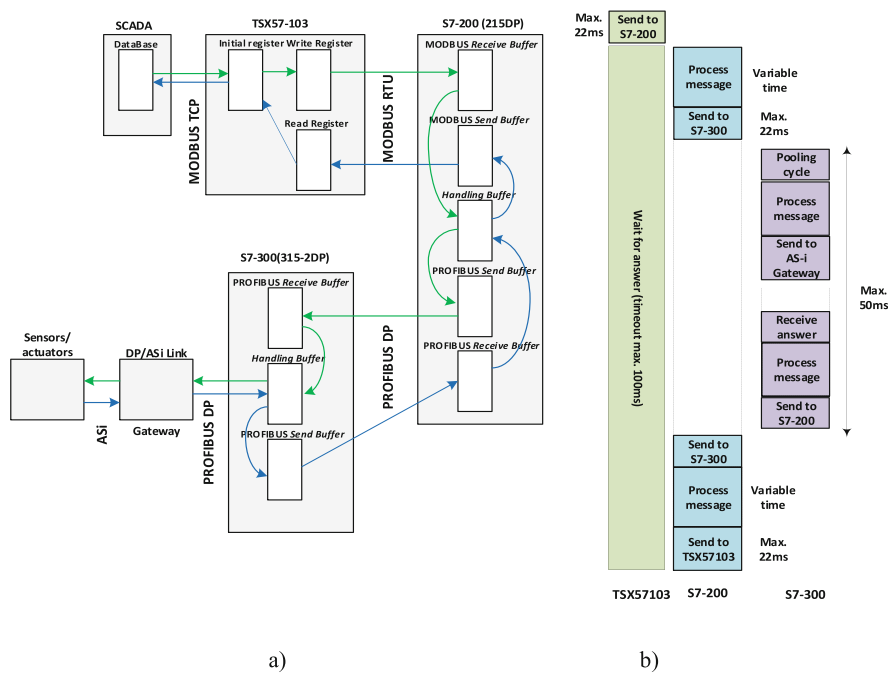 SCADA
DataBase
MODBUS TCP
TSX57-103
Initial register Write Register
Read Register
MODBUS RTU
S7-200 (215DP)
MODBUS Receive Buffer
MODBUS Send Buffer
Handling Buffer
PROFIBUS Send Buffer
PROFIBUS Receive Buffer
S7-300(315-2DP)
PROFIBUS Receive Buffer
Handling Buffer
PROFIBUS Send Buffer
PROFIBUS DP
Sensors/
actuators
DP/ASi Link
Gateway
ASi
PROFIBUS DP
a)
Max.
22ms
Send to
S7-200
Wait for answer (timeout max. 100ms)
Process
message
Variable
time
Send to
S7-300
Max.
22ms
Pooling
cycle
Process
message
Send to
AS-i
Gateway
Max.
50ms
Receive
answer
Process
message
Send to
S7-200
Send to
S7-300
Process
message
Variable
time
Send to
TSX57103
Max.
22ms
TSX57103
S7-200
S7-300
b)